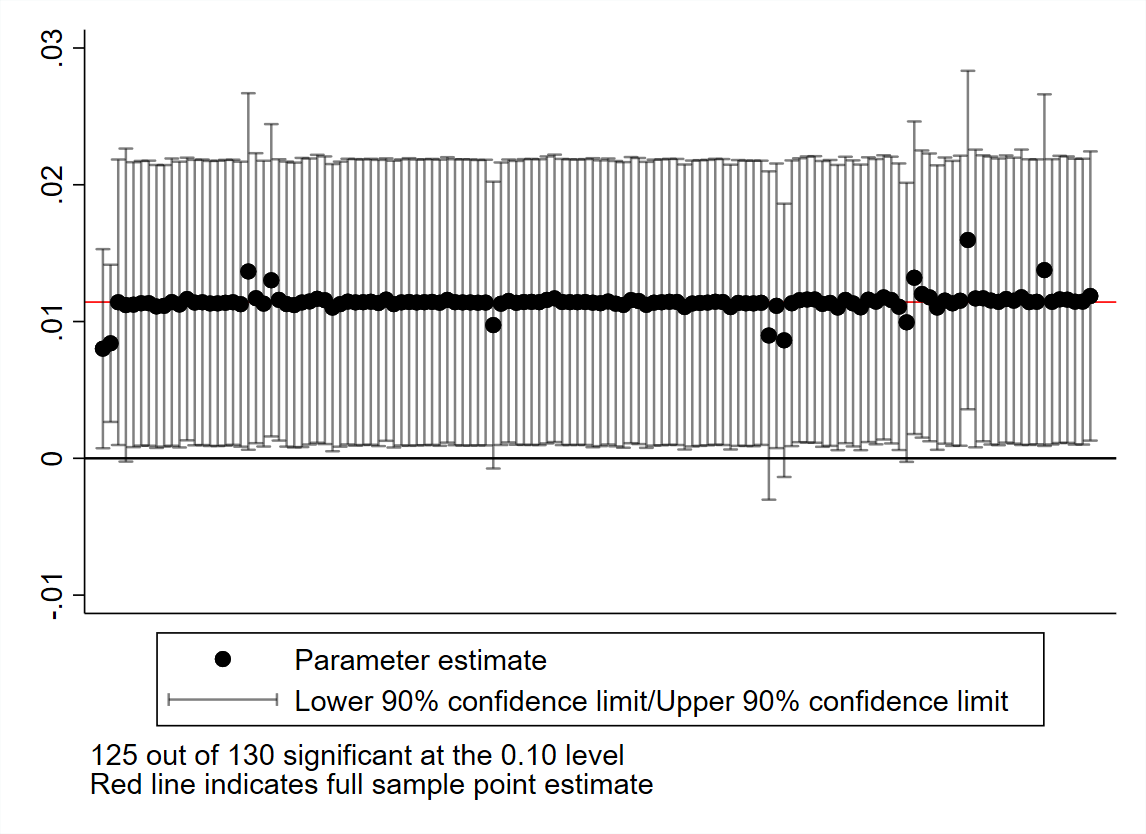 .03
.02
.01
0
-.01
Parameter estimate
Lower 90% confidence limit/Upper 90% confidence limit
125 out of 130 significant at the 0.10 level
Red line indicates full sample point estimate